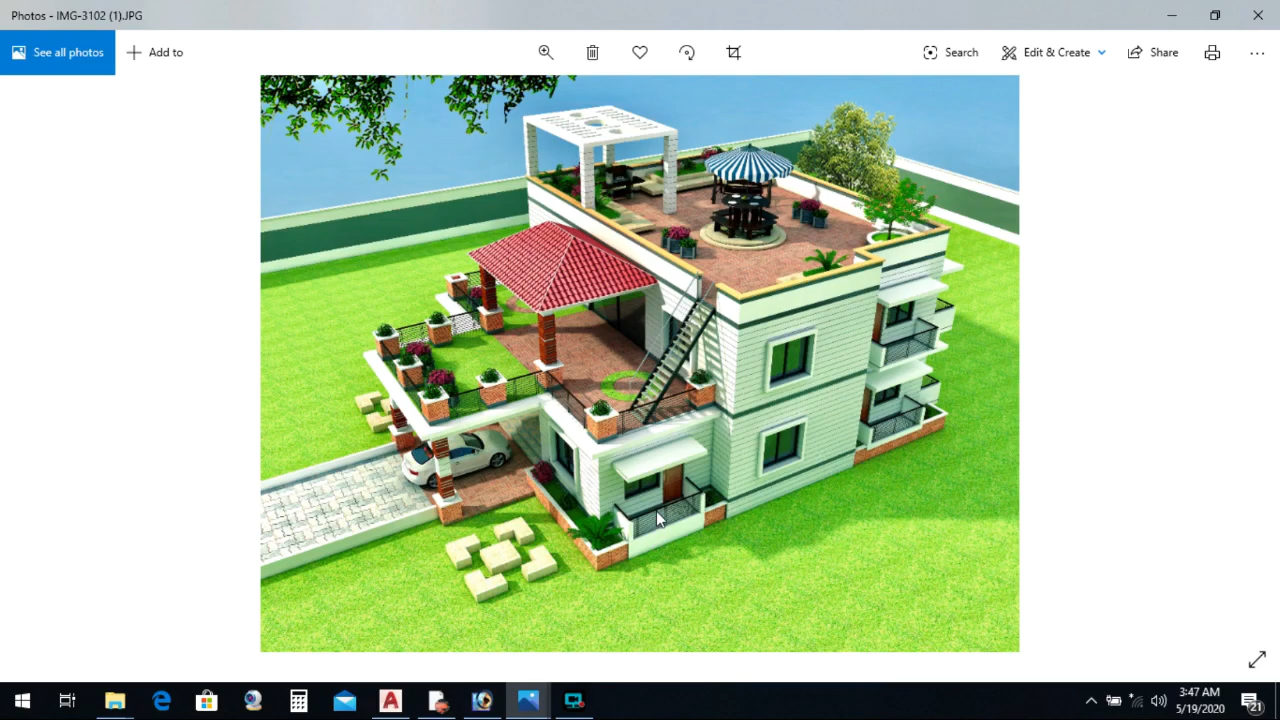 Photos - IMG-3102 (1).JPG
See all photos
Add to
Search
Edit & Create
Share
3:47 AM
5/19/2020
21